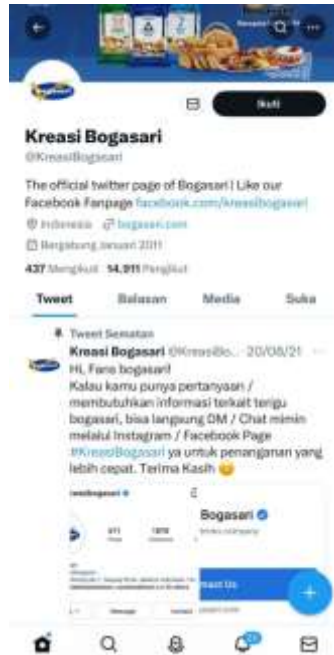 Ikuti
Kreasi Bogasari
@KreasiBogasari
The official twitter page of Bogasari | Like our
Facebook Fanpage facebook.com/kreasibogasari
Indonesia bogasari.com
Bergabung Januari 2011
437 Mengikuti 14.911 Pengikut
Tweet Balasan Media Suka
Tweet Sematan
Kreasi Bogasari @KreasiBo... · 20/08/21
Hi, Fans bogasari!
Kalau kamu punya pertanyaan /
membutuhkan informasi terkait terigu
bogasari, bisa langsung DM / Chat mimin
melalui Instagram / Facebook Page
#KreasiBogasari ya untuk penanganan yang
lebih cepat. Terima Kasih 😊
Bogasari
Message